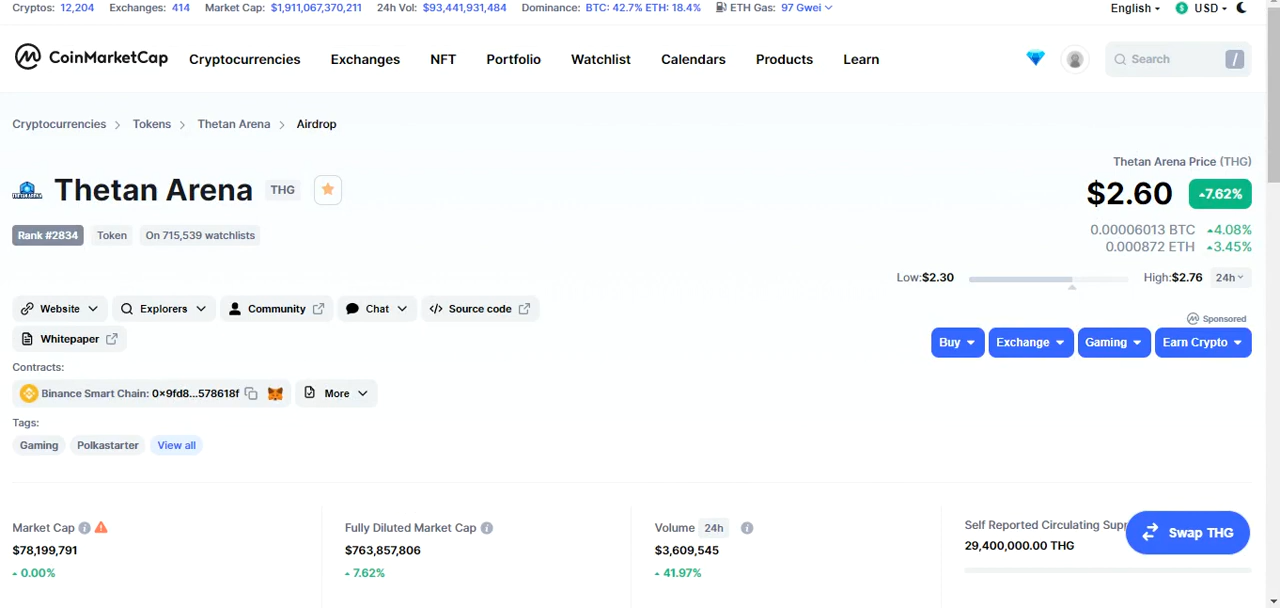 Cryptos: 12,204 Exchanges: 414 Market Cap: $1,911,067,370,211 24h Vol: $93,441,931,484 Dominance: BTC: 42.7% ETH: 18.4% ETH Gas: 97 Gwei English USD
CoinMarketCap Cryptocurrencies Exchanges NFT Portfolio Watchlist Calendars Products Learn Search /
Cryptocurrencies > Tokens > Thetan Arena > Airdrop
Thetan Arena Price (THG)
Thetan Arena THG $2.60 7.62%
Rank #2834 Token On 715,539 watchlists 0.00006013 BTC 4.08%
0.000872 ETH 3.45%
Low:$2.30 High:$2.76 24h
Website Explorers Community Chat Source code
Sponsored
Whitepaper Buy Exchange Gaming Earn Crypto
Contracts:
Binance Smart Chain: 0x9fd8...578618f More
Tags:
Gaming Polkastarter View all
Market Cap Fully Diluted Market Cap Volume 24h Self Reported Circulating Supp
$78,199,791 $763,857,806 $3,609,545 29,400,000.00 THG Swap THG
0.00% 7.62% 41.97%